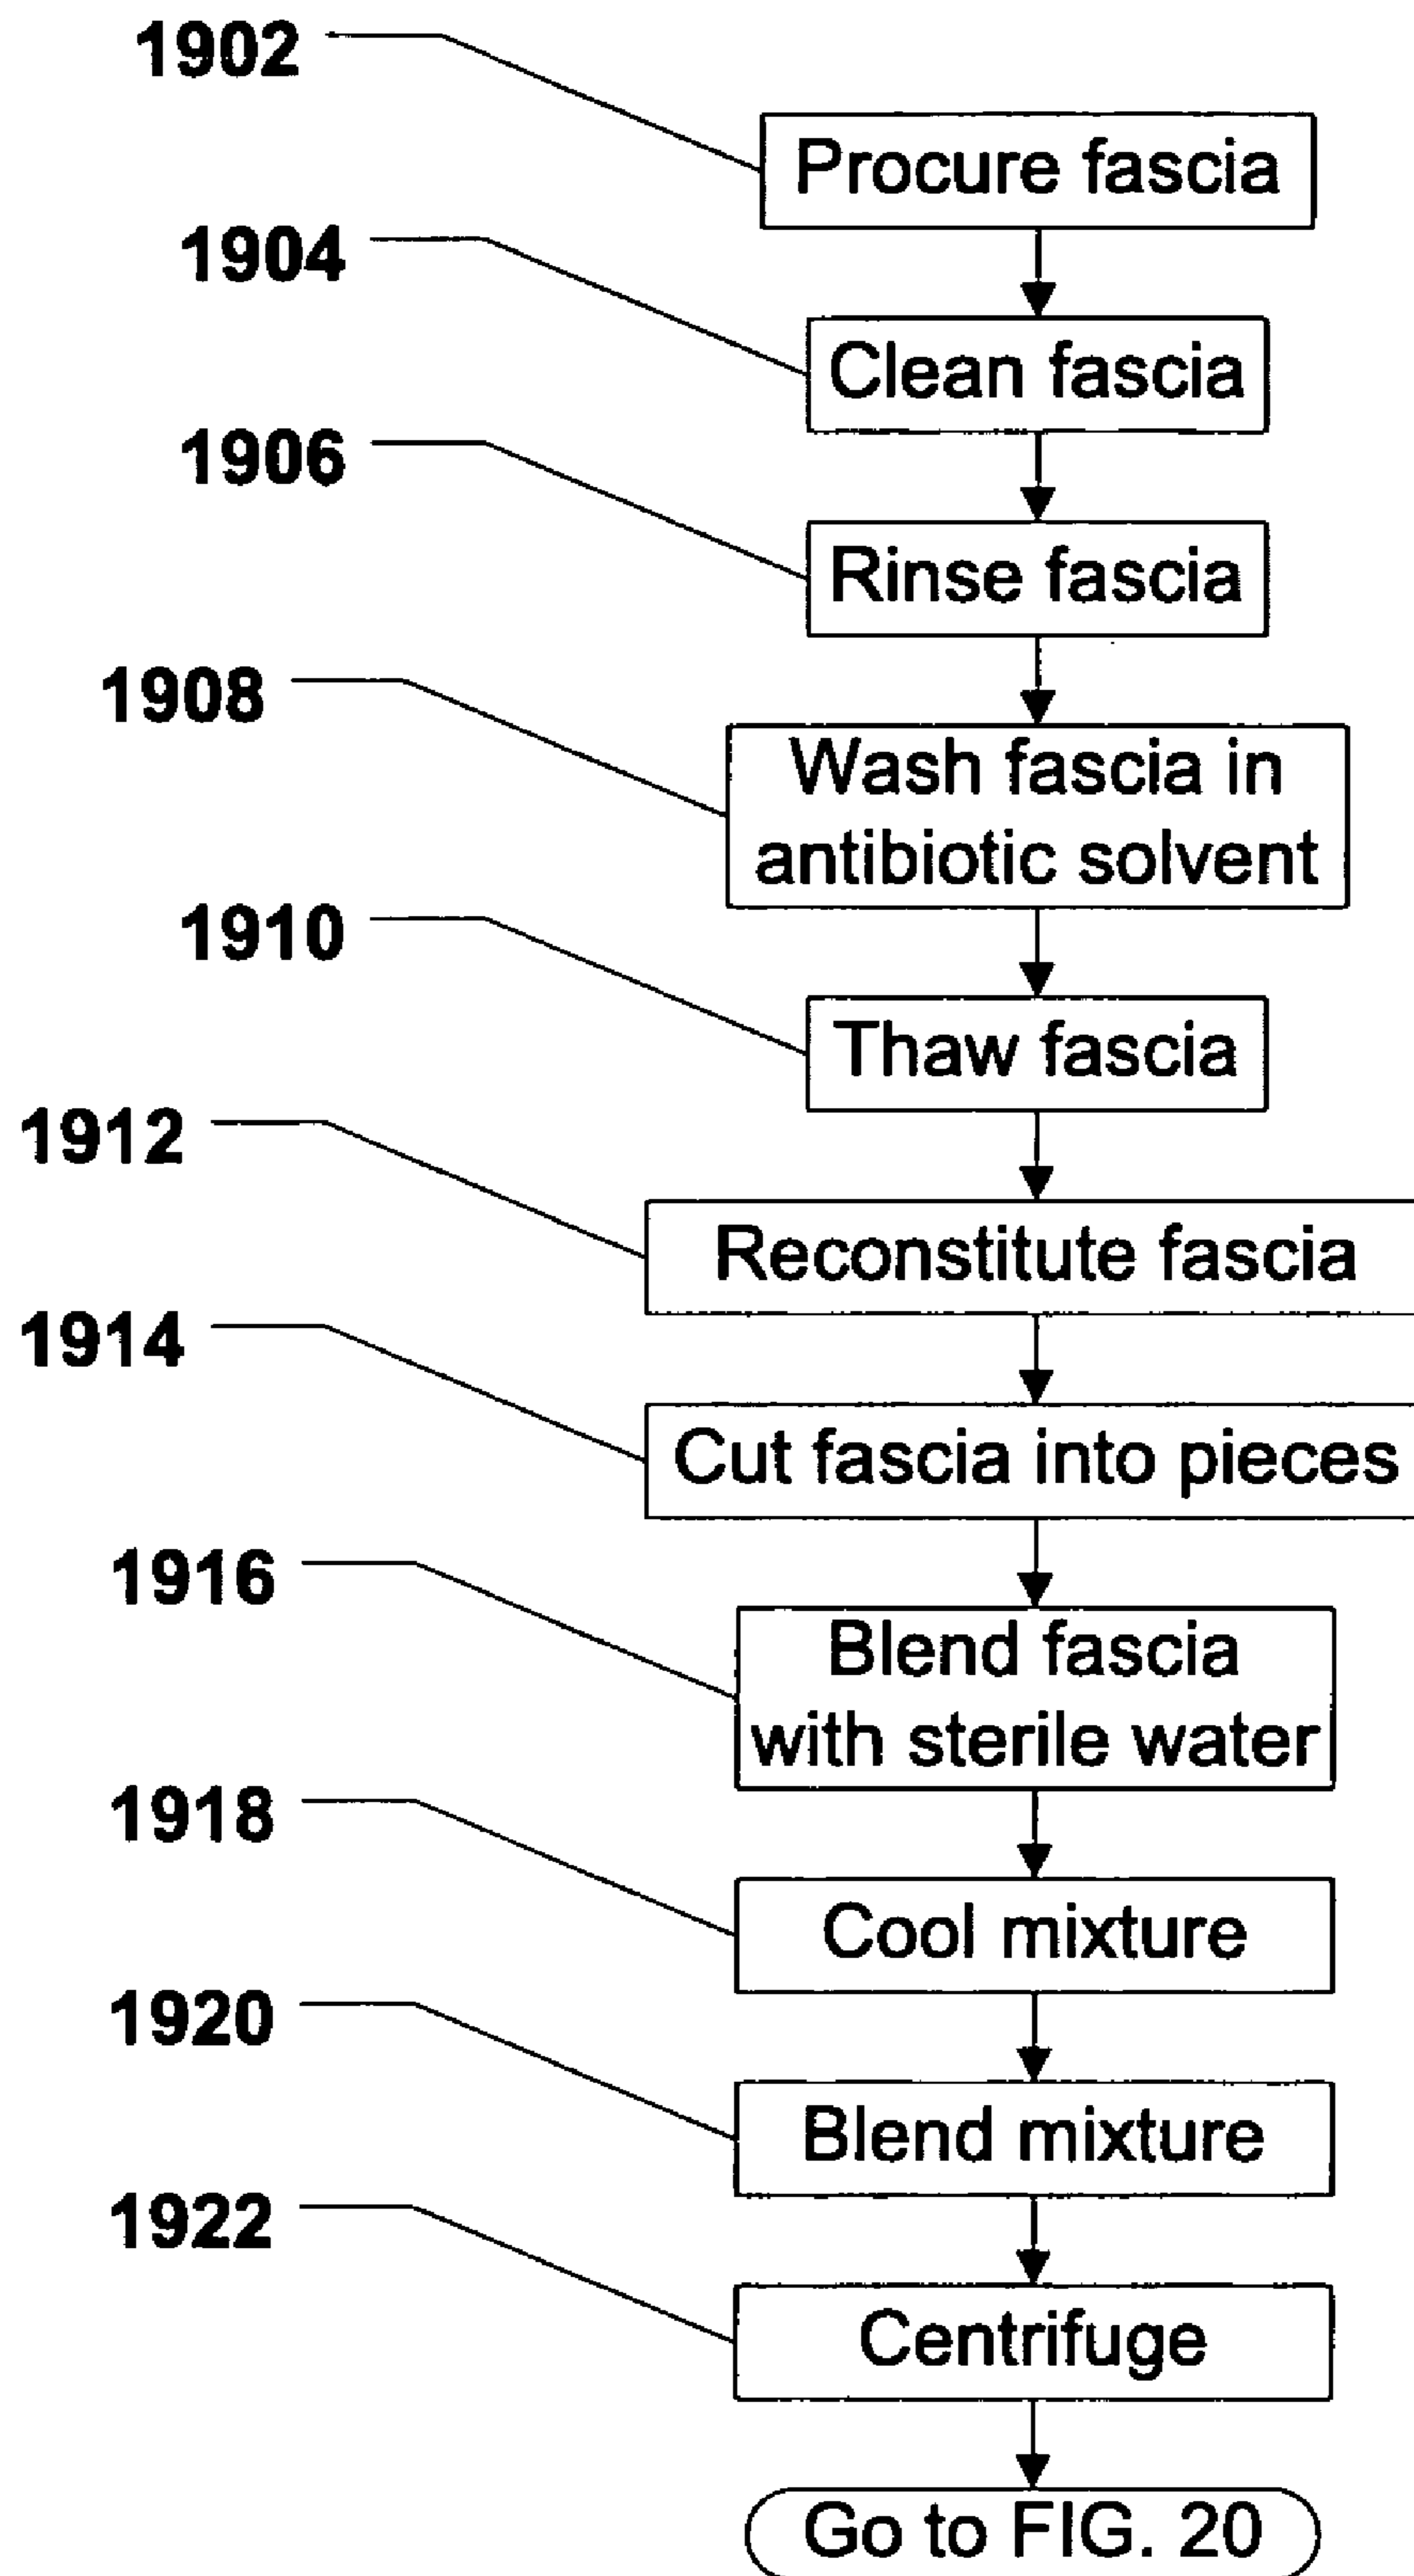 1902
Procure fascia
1904
Clean fascia
1906
Rinse fascia
1908
Wash fascia in
antibiotic solvent
1910
Thaw fascia
1912
Reconstitute fascia
1914
Cut fascia into pieces
1916
Blend fascia
with sterile water
1918
Cool mixture
1920
Blend mixture
1922
Centrifuge
Go to FIG. 20